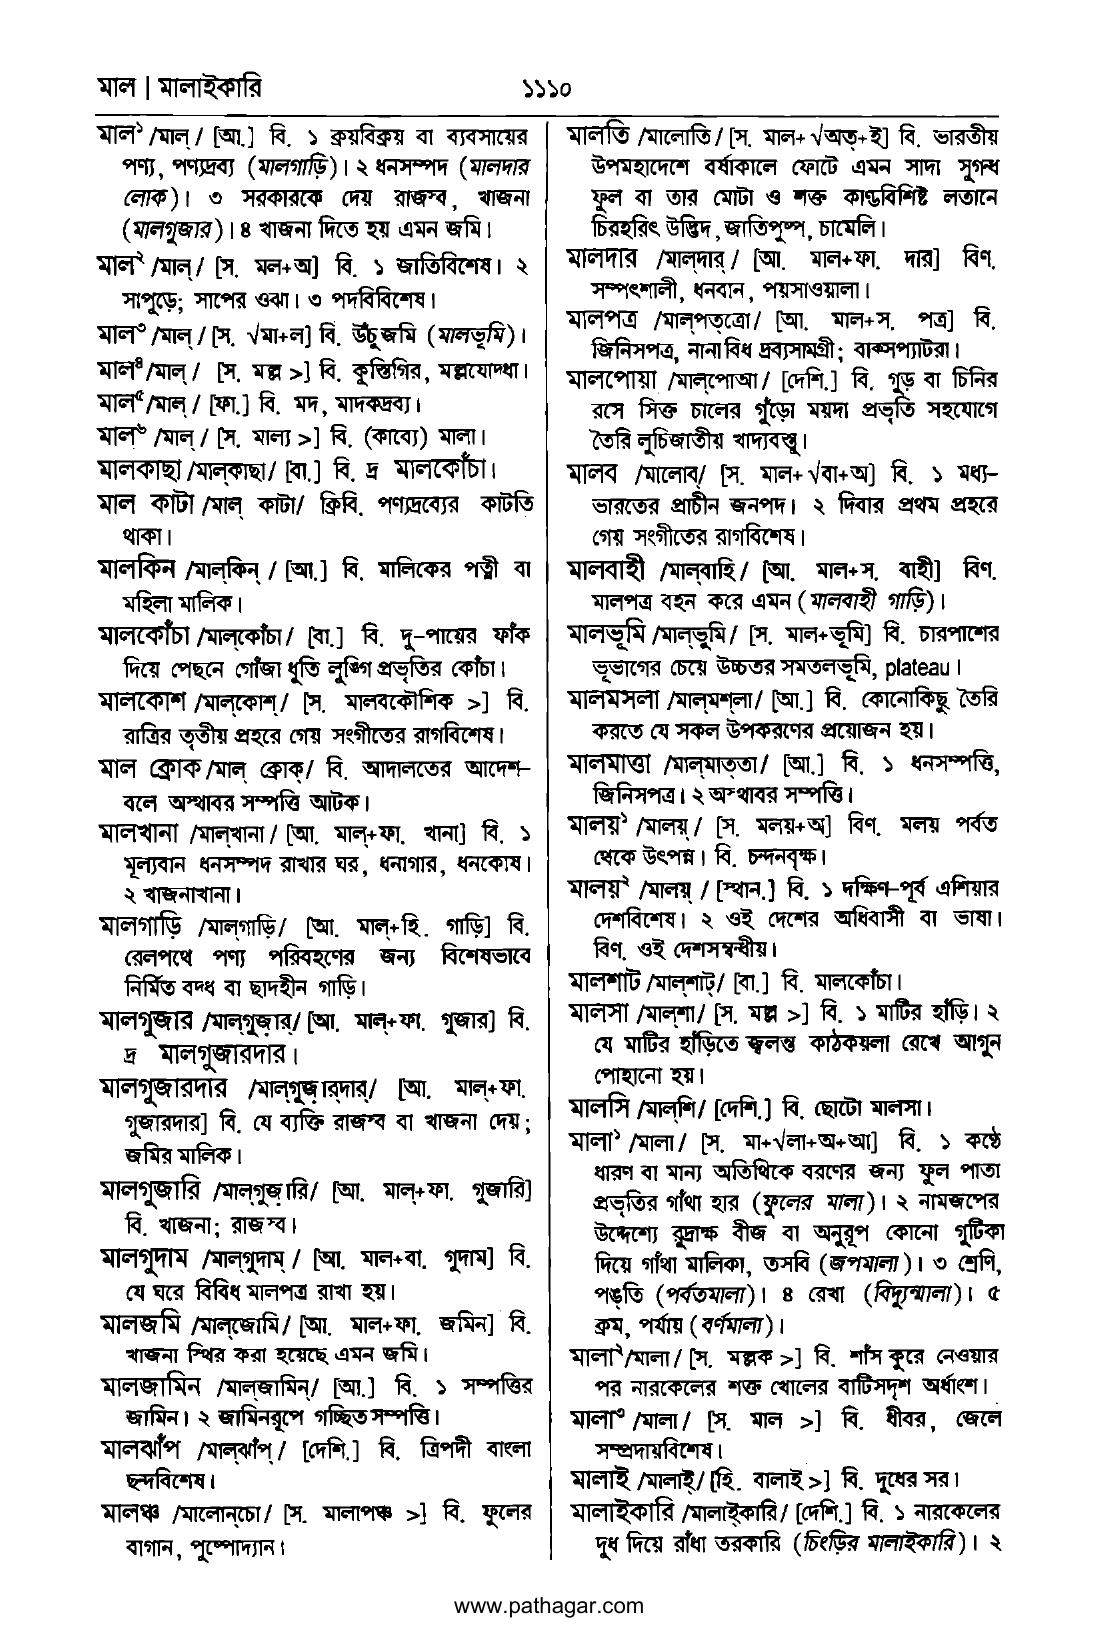 মাল | মালাইকারি
১১১০
মাল১ /মাল্ / [আ.] বি. ১ ক্রয়বিক্রয় বা ব্যবসায়ের
পণ্য, পণ্যদ্রব্য (মালগাড়ি)। ২ ধনসম্পদ (মালদার
লোক)। ৩ সরকারকে দেয় রাজস্ব, খাজনা
(মালগুজার)। ৪ খাজনা দিতে হয় এমন জমি।
মাল২ /মাল্ / [স. মল+অ] বি. ১ জাতিবিশেষ। ২
সাপুড়ে; সাপের ওঝা। ৩ পদবিবিশেষ।
মাল৩ /মাল্ / [স. √মা+ল] বি. উঁচু জমি (মালভূমি)।
মাল৪ /মাল্ / [স. মল্ল >] বি. কুস্তিগির, মল্লযোদ্ধা।
মাল৫ /মাল্ / [ফা.] বি. মদ, মাদকদ্রব্য।
মাল৬ /মাল্ / [স. মাল্য >] বি. (কাব্যে) মালা।
মালকাছা /মাল্‌কাছা/ [বা.] বি. দ্র মালকোঁচা।
মাল কাটা /মাল্ কাটা/ ক্রিবি. পণ্যদ্রব্যের কাটতি
থাকা।
মালকিন /মাল্‌কিন্ / [আ.] বি. মালিকের পত্নী বা
মহিলা মালিক।
মালকোঁচা /মাল্‌কোঁচা/ [বা.] বি. দু-পায়ের ফাঁক
দিয়ে পেছনে গোঁজা ধুতি লুঙ্গি প্রভৃতির কোঁচা।
মালকোশ /মাল্‌কোশ্/ [স. মালবকৌশিক >] বি.
রাত্রির তৃতীয় প্রহরে গেয় সংগীতের রাগবিশেষ।
মাল ক্রোক /মাল্ ক্রোক্/ বি. আদালতের আদেশ-
বলে অস্থাবর সম্পত্তি আটক।
মালখানা /মাল্‌খানা/ [আ. মাল্+ফা. খানা] বি. ১
মূল্যবান ধনসম্পদ রাখার ঘর, ধনাগার, ধনকোষ।
২ খাজনাখানা।
মালগাড়ি /মাল্‌গাড়ি/ [আ. মাল্+হি. গাড়ি] বি.
রেলপথে পণ্য পরিবহণের জন্য বিশেষভাবে
নির্মিত বদ্ধ বা ছাদহীন গাড়ি।
মালগুজার /মাল্‌গুজ়ার্/ [আ. মাল্+ফা. গুজার] বি.
দ্র মালগুজারদার।
মালগুজারদার /মাল্‌গুজ়ার্‌দার্/ [আ. মাল্+ফা.
গুজারদার] বি. যে ব্যক্তি রাজস্ব বা খাজনা দেয়;
জমির মালিক।
মালগুজারি /মাল্‌গুজ়ারি/ [আ. মাল্+ফা. গুজারি]
বি. খাজনা; রাজস্ব।
মালগুদাম /মাল্‌গুদাম্ / [আ. মাল+বা. গুদাম] বি.
যে ঘরে বিবিধ মালপত্র রাখা হয়।
মালজমি /মাল্‌জোমি/ [আ. মাল+ফা. জমিন] বি.
খাজনা স্থির করা হয়েছে এমন জমি।
মালজামিন /মাল্‌জামিন্/ [আ.] বি. ১ সম্পত্তির
জামিন। ২ জামিনরূপে গচ্ছিত সম্পত্তি।
মালঝাঁপ /মাল্‌ঝাঁপ্/ [দেশি.] বি. ত্রিপদী বাংলা
ছন্দবিশেষ।
মালঞ্চ /মালোন্‌চো/ [স. মালাপঞ্চ >] বি. ফুলের
বাগান, পুষ্পোদ্যান।
মালতি /মালোতি/ [স. মাল+√অত্+ই] বি. ভারতীয়
উপমহাদেশে বর্ষাকালে ফোটে এমন সাদা সুগন্ধ
ফুল বা তার মোটা ও শক্ত কাণ্ডবিশিষ্ট লতানে
চিরহরিৎ উদ্ভিদ, জাতিপুষ্প, চামেলি।
মালদার /মাল্‌দার্/ [আ. মাল+ফা. দার] বিণ.
সম্পৎশালী, ধনবান, পয়সাওয়ালা।
মালপত্র /মাল্‌পত্‌ত্রো/ [আ. মাল+স. পত্র] বি.
জিনিসপত্র, নানাবিধ দ্রব্যসামগ্রী; বাক্সপ্যাটরা।
মালপোয়া /মাল্‌পোআ/ [দেশি.] বি. গুড় বা চিনির
রসে সিক্ত চালের গুঁড়ো ময়দা প্রভৃতি সহযোগে
তৈরি লুচিজাতীয় খাদ্যবস্তু।
মালব /মালোব্/ [স. মাল+√বা+অ] বি. ১ মধ্য-
ভারতের প্রাচীন জনপদ। ২ দিবার প্রথম প্রহরে
গেয় সংগীতের রাগবিশেষ।
মালবাহী /মাল্‌বাহি/ [আ. মাল+স. বাহী] বিণ.
মালপত্র বহন করে এমন (মালবাহী গাড়ি)।
মালভূমি /মাল্‌ভুমি/ [স. মাল+ভূমি] বি. চারপাশের
ভূভাগের চেয়ে উচ্চতর সমতলভূমি, plateau।
মালমসলা /মাল্‌মশ্‌লা/ [আ.] বি. কোনোকিছু তৈরি
করতে যে সকল উপকরণের প্রয়োজন হয়।
মালমাত্তা /মাল্‌মাত্‌তা/ [আ.] বি. ১ ধনসম্পত্তি,
জিনিসপত্র। ২ অস্থাবর সম্পত্তি।
মালয়১ /মালয়্/ [স. মলয়+অ] বিণ. মলয় পর্বত
থেকে উৎপন্ন। বি. চন্দনবৃক্ষ।
মালয়২ /মালয়্ / [স্থান.] বি. ১ দক্ষিণ-পূর্ব এশিয়ার
দেশবিশেষ। ২ ওই দেশের অধিবাসী বা ভাষা।
বিণ. ওই দেশসম্বন্ধীয়।
মালশাট /মাল্‌শাট্/ [বা.] বি. মালকোঁচা।
মালসা /মাল্‌শা/ [স. মল্ল >] বি. ১ মাটির হাঁড়ি। ২
যে মাটির হাঁড়িতে জ্বলন্ত কাঠকয়লা রেখে আগুন
পোহানো হয়।
মালসি /মাল্‌শি/ [দেশি.] বি. ছোটো মালসা।
মালা১ /মালা/ [স. মা+√লা+অ+আ] বি. ১ কণ্ঠে
ধারণ বা মান্য অতিথিকে বরণের জন্য ফুল পাতা
প্রভৃতির গাঁথা হার (ফুলের মালা)। ২ নামজপের
উদ্দেশ্যে রুদ্রাক্ষ বীজ বা অনুরূপ কোনো গুটিকা
দিয়ে গাঁথা মালিকা, তসবি (জপমালা)। ৩ শ্রেণি,
পঙ্‌ক্তি (পর্বতমালা)। ৪ রেখা (বিদ্যুন্মালা)। ৫
ক্রম, পর্যায় (বর্ণমালা)।
মালা২ /মালা/ [স. মল্লক >] বি. শাঁস কুরে নেওয়ার
পর নারকেলের শক্ত খোলের বাটিসদৃশ অর্ধাংশ।
মালা৩ /মালা/ [স. মাল >] বি. ধীবর, জেলে
সম্প্রদায়বিশেষ।
মালাই /মালাই্/ [হি. বালাই >] বি. দুধের সর।
মালাইকারি /মালাই্‌কারি/ [দেশি.] বি. ১ নারকেলের
দুধ দিয়ে রাঁধা তরকারি (চিংড়ির মালাইকারি)। ২
www.pathagar.com